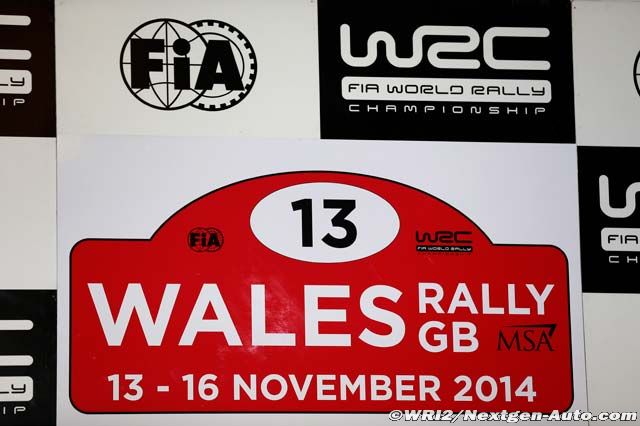 FIA
WRC
FIA WORLD RALLY
CHAMPIONSHIP
13
FIA
WRC
FIA WORLD RALLY
WALES
RALLY
GB
MSA
13 - 16 NOVEMBER 2014
©WRI2/Nextgen-Auto.com